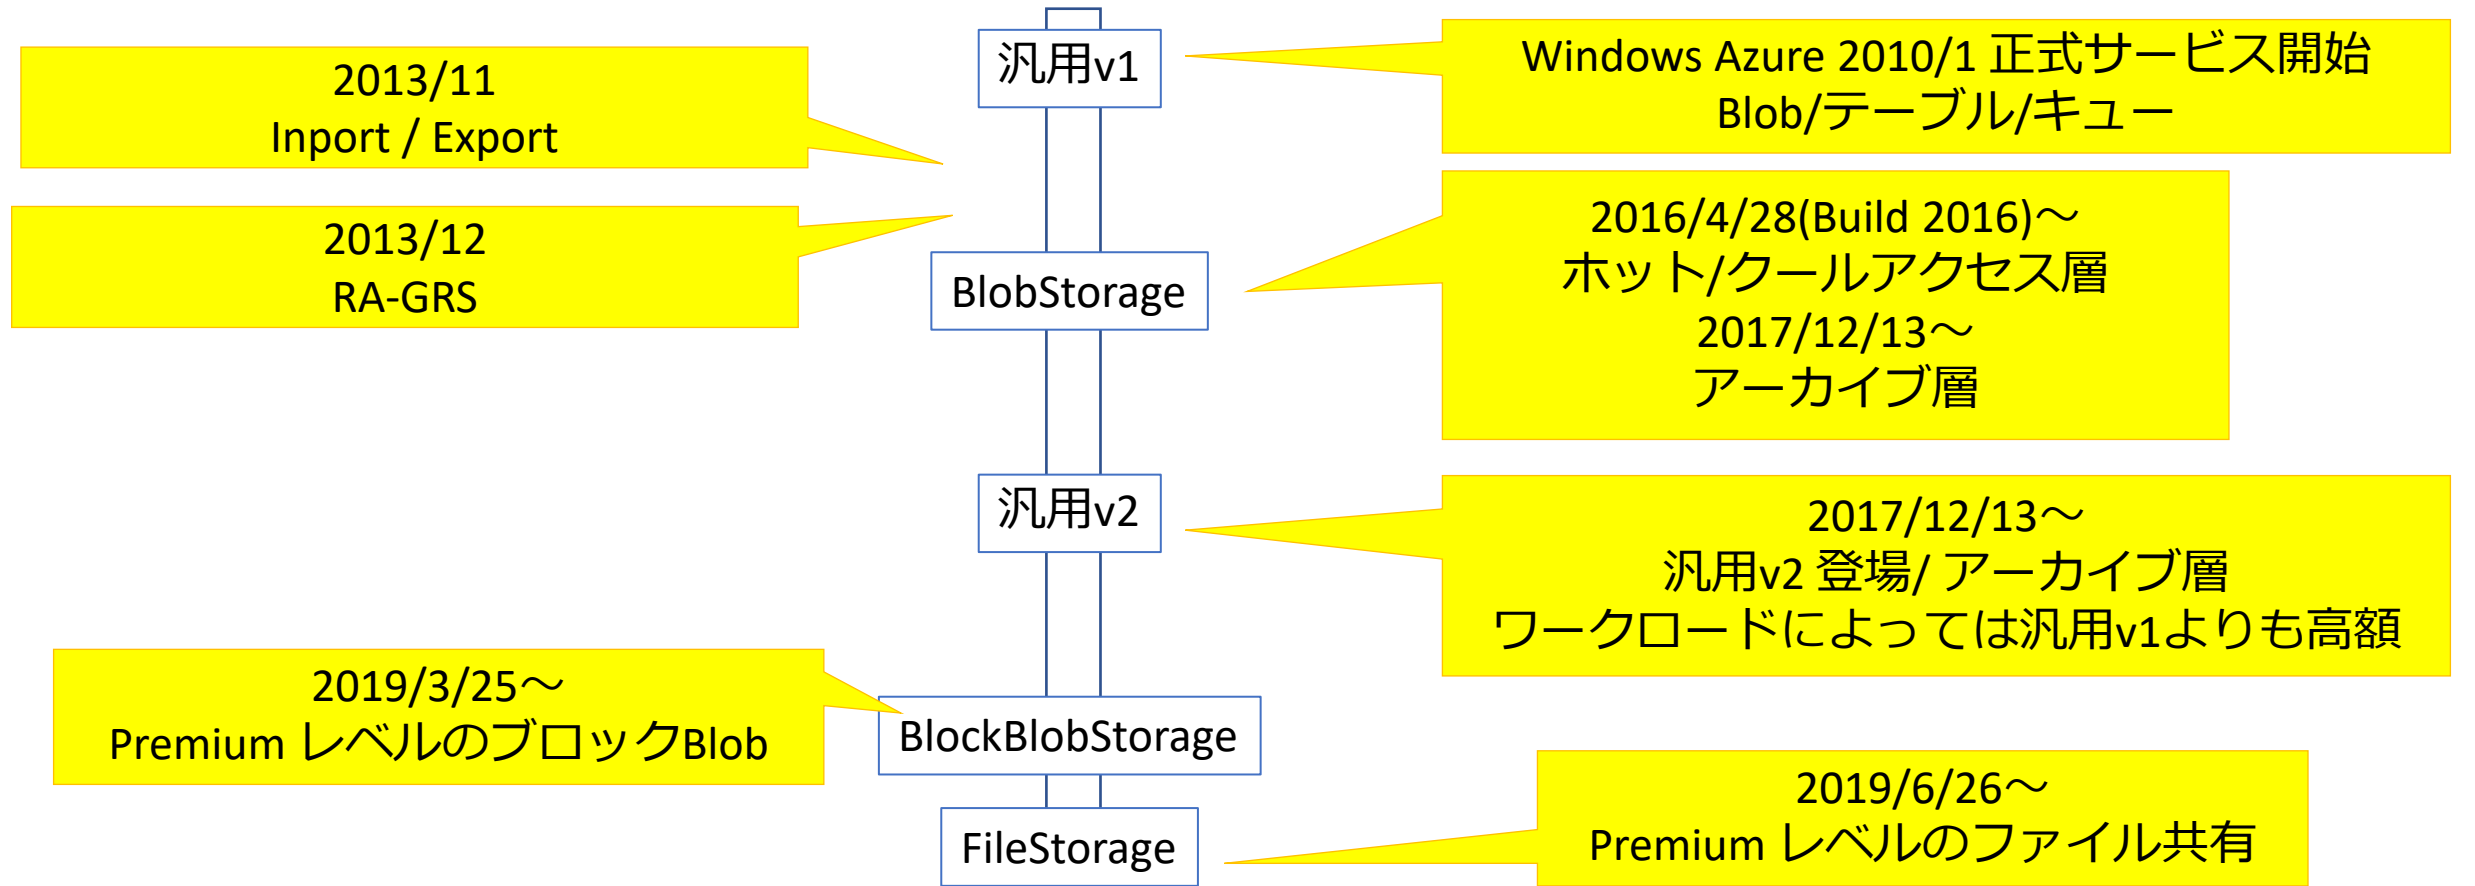 汎用v1
Windows Azure 2010/1 正式サービス開始
Blob/テーブル/キュー
2013/11
Inport / Export
2013/12
RA-GRS
BlobStorage
2016/4/28(Build 2016)～
ホット/クールアクセス層
2017/12/13～
アーカイブ層
汎用v2
2017/12/13～
汎用v2 登場/ アーカイブ層
ワークロードによっては汎用v1よりも高額
2019/3/25～
Premium レベルのブロックBlob
BlockBlobStorage
2019/6/26～
Premium レベルのファイル共有
FileStorage